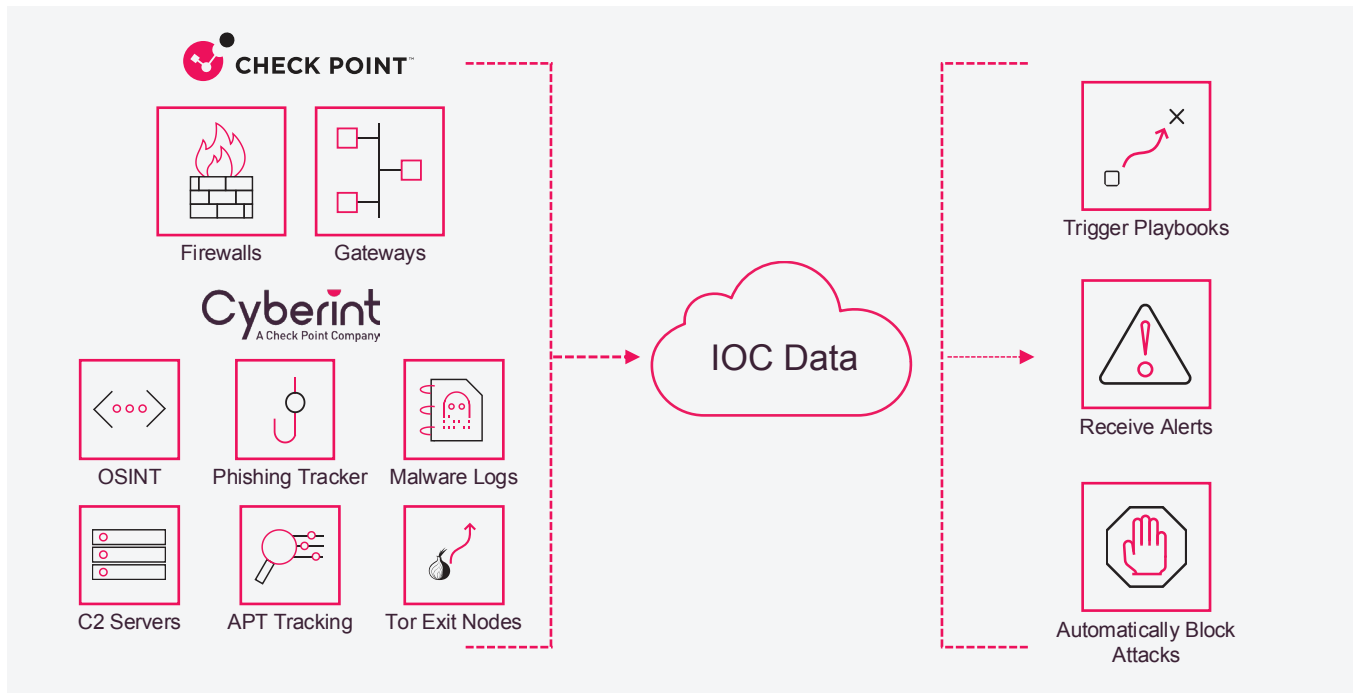 CHECK POINT™
Firewalls
Gateways
Cyberint
A Check Point Company
OSINT
Phishing Tracker
Malware Logs
C2 Servers
APT Tracking
Tor Exit Nodes
IOC Data
Trigger Playbooks
Receive Alerts
Automatically Block
Attacks